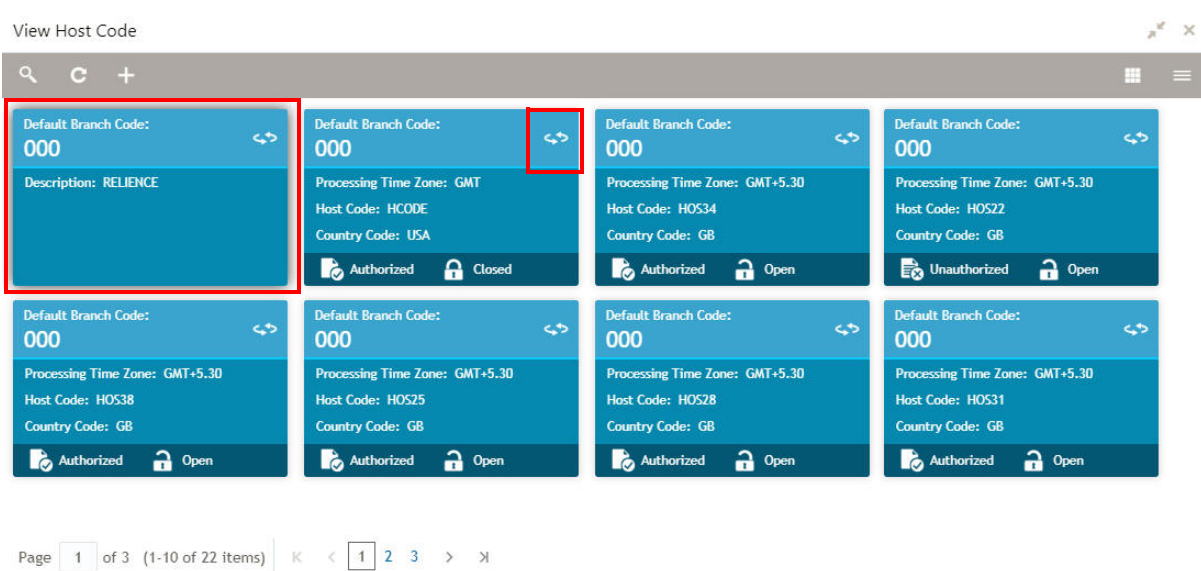 View Host Code
Default Branch Code:
000
Description: RELIENCE
Default Branch Code:
000
Processing Time Zone: GMT
Host Code: HCODE
Country Code: USA
Authorized Closed
Default Branch Code:
000
Processing Time Zone: GMT+5.30
Host Code: HOS34
Country Code: GB
Authorized Open
Default Branch Code:
000
Processing Time Zone: GMT+5.30
Host Code: HOS22
Country Code: GB
Unauthorized Open
Default Branch Code:
000
Processing Time Zone: GMT+5.30
Host Code: HOS38
Country Code: GB
Authorized Open
Default Branch Code:
000
Processing Time Zone: GMT+5.30
Host Code: HOS25
Country Code: GB
Authorized Open
Default Branch Code:
000
Processing Time Zone: GMT+5.30
Host Code: HOS28
Country Code: GB
Authorized Open
Default Branch Code:
000
Processing Time Zone: GMT+5.30
Host Code: HOS31
Country Code: GB
Authorized Open
Page 1 of 3 (1-10 of 22 items) 1 2 3